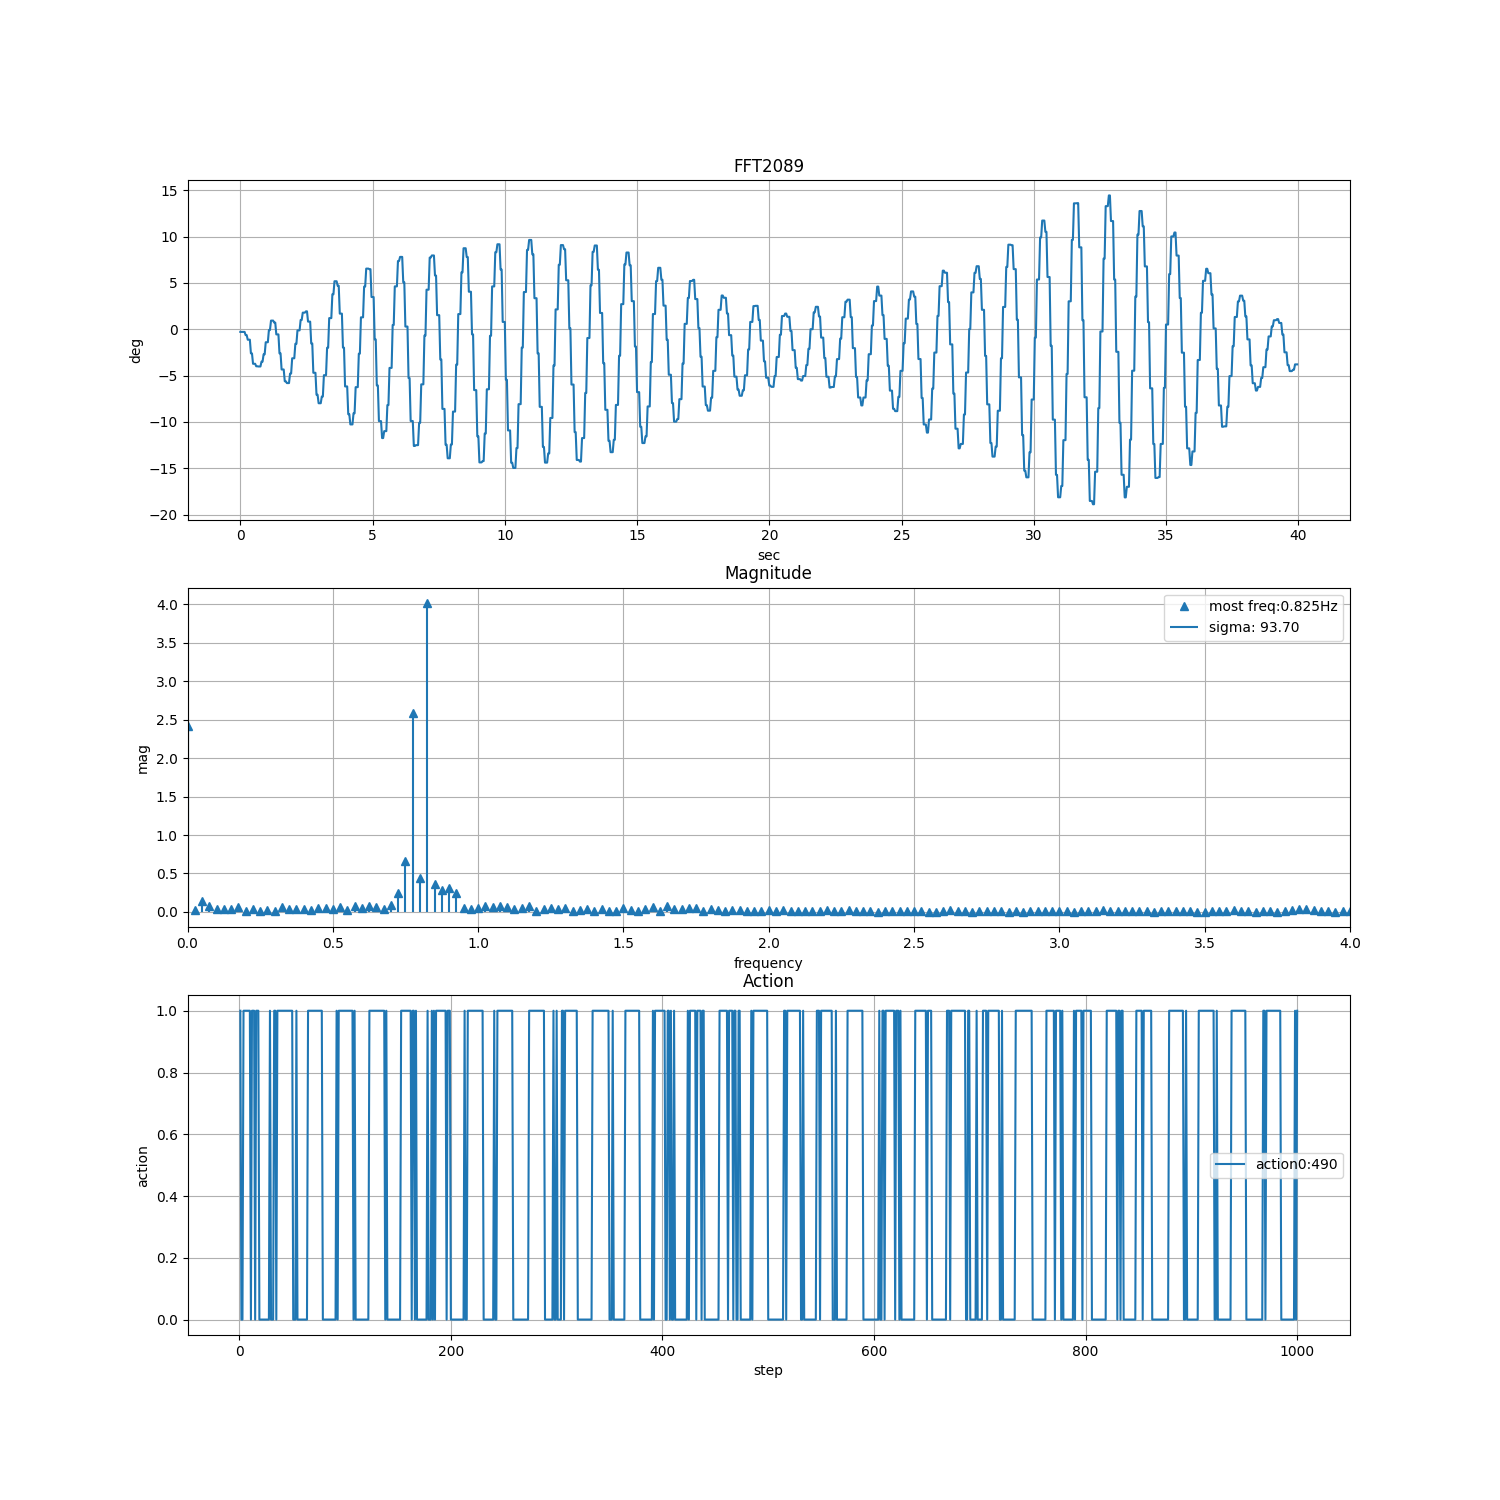 FFT2089
15
10
5
0
−5
−10
−15
−20
deg
0 5 10 15 20 25 30 35 40
sec
Magnitude
4.0
3.5
3.0
2.5
2.0
1.5
1.0
0.5
0.0
mag
most freq:0.825Hz
sigma: 93.70
0.0 0.5 1.0 1.5 2.0 2.5 3.0 3.5 4.0
frequency
Action
1.0
0.8
0.6
0.4
0.2
0.0
action
action0:490
0 200 400 600 800 1000
step